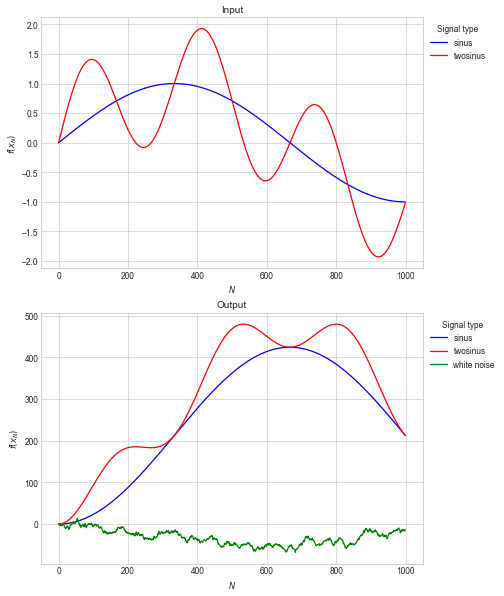 Input
Signal type
sinus
twosinus
2.0
1.5
1.0
0.5
0.0
−0.5
−1.0
−1.5
−2.0
f(x_N)
0 200 400 600 800 1000
N
Output
Signal type
sinus
twosinus
white noise
500
400
300
200
100
0
f(x_N)
0 200 400 600 800 1000
N